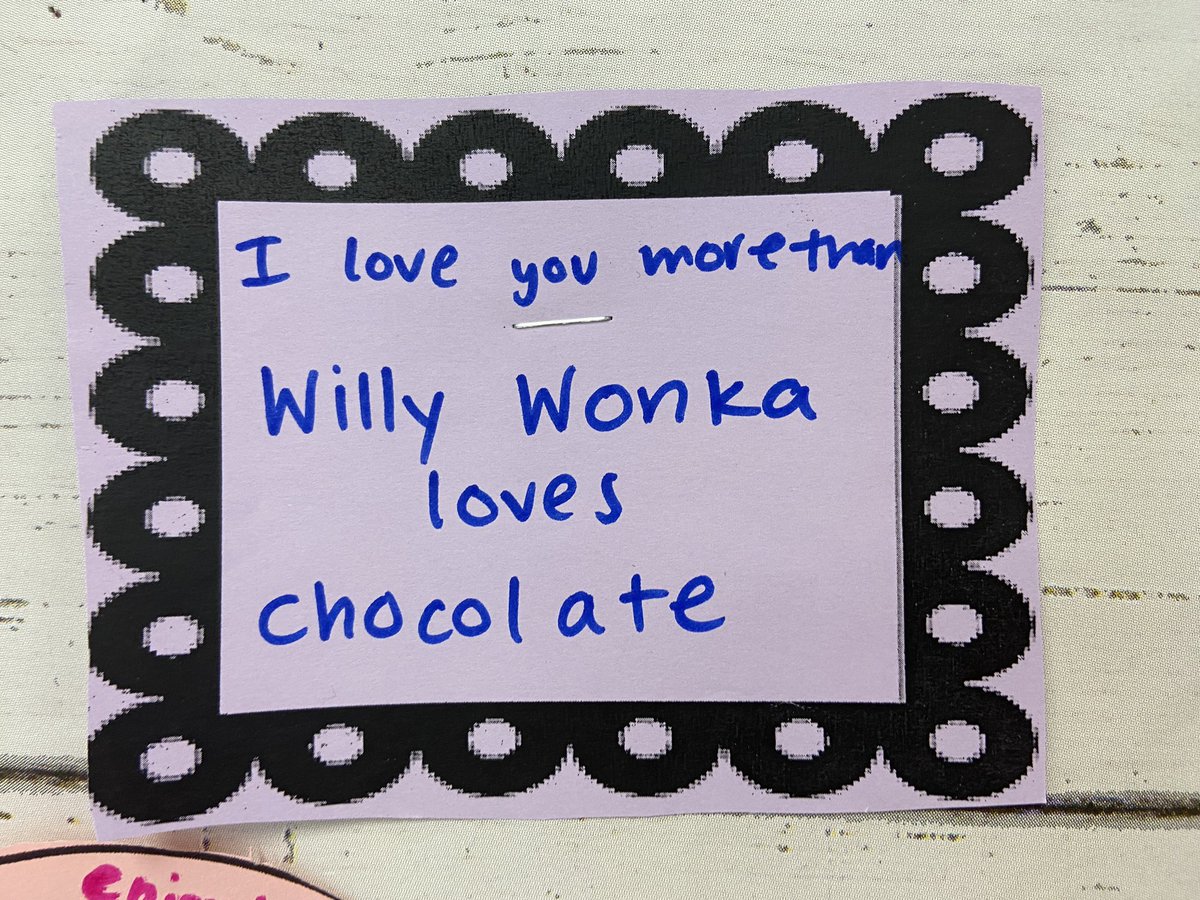 I love you more than
Willy Wonka
loves
chocolate